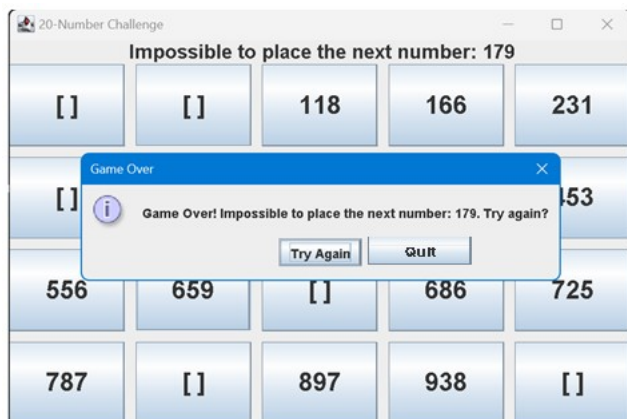 20-Number Challenge
Impossible to place the next number: 179
[ ] [ ] 118 166 231
Game Over
[ ]
Game Over! Impossible to place the next number: 179. Try again?
Try Again Quit
556 659 [ ] 686 725
787 [ ] 897 938 [ ]